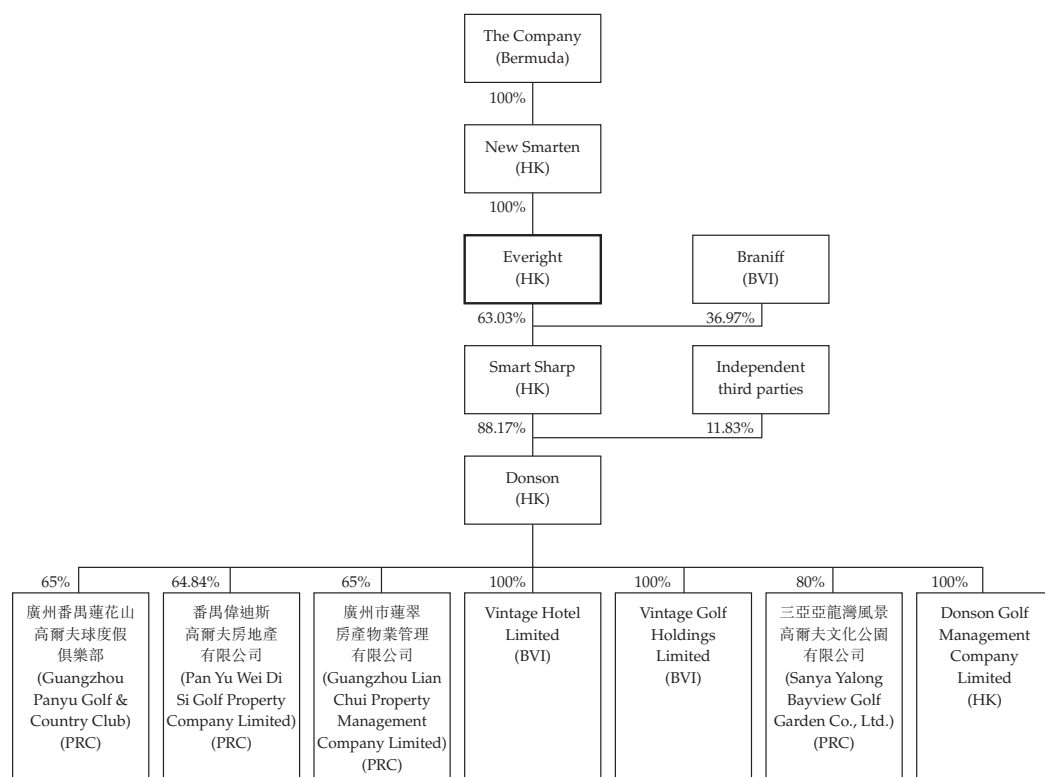 The Company
(Bermuda)
100%
New Smarten
(HK)
100%
Everight
(HK)
Braniff
(BVI)
63.03%
36.97%
Smart Sharp
(HK)
Independent
third parties
88.17%
11.83%
Donson
(HK)
65%
廣州番禺蓮花山
高爾夫球度假
俱樂部
(Guangzhou
Panyu Golf &
Country Club)
(PRC)
64.84%
番禺偉迪斯
高爾夫房地產
有限公司
(Pan Yu Wei Di
Si Golf Property
Company Limited)
(PRC)
65%
廣州市蓮翠
房產物業管理
有限公司
(Guangzhou Lian
Chui Property
Management
Company Limited)
(PRC)
100%
Vintage Hotel
Limited
(BVI)
100%
Vintage Golf
Holdings
Limited
(BVI)
80%
三亞亞龍灣風景
高爾夫文化公園
有限公司
(Sanya Yalong
Bayview Golf
Garden Co., Ltd.)
(PRC)
100%
Donson Golf
Management
Company
Limited
(HK)